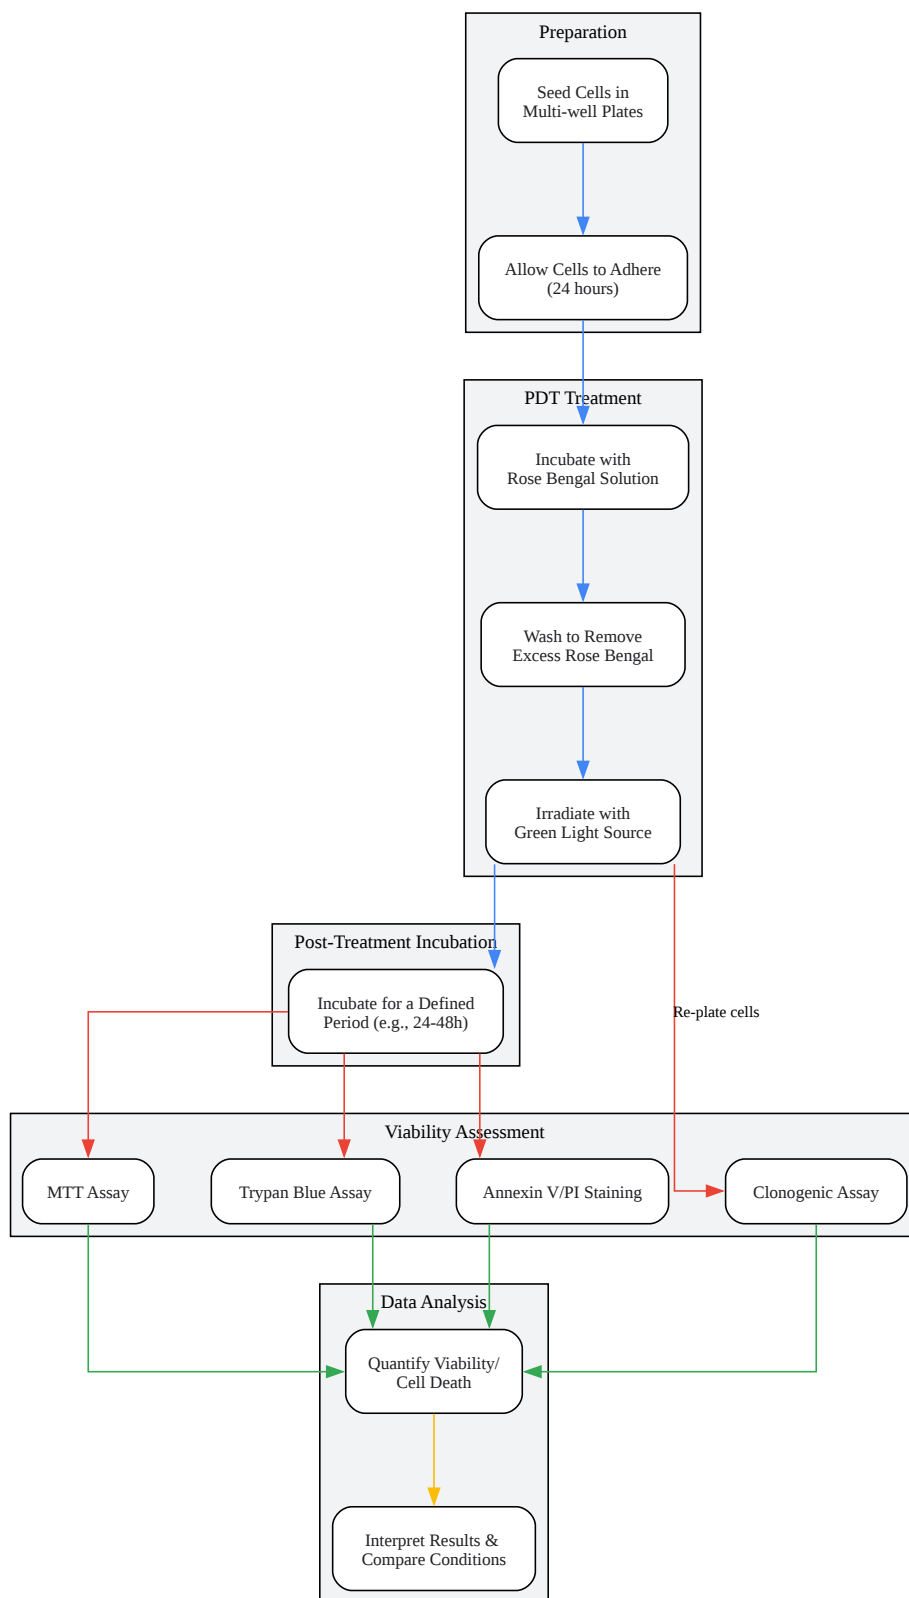 Preparation
Seed Cells in
Multi-well Plates
Allow Cells to Adhere
(24 hours)
PDT Treatment
Incubate with
Rose Bengal Solution
Wash to Remove
Excess Rose Bengal
Irradiate with
Green Light Source
Post-Treatment Incubation
Incubate for a Defined
Period (e.g., 24-48h)
Re-plate cells
Viability Assessment
MTT Assay
Trypan Blue Assay
Annexin V/PI Staining
Clonogenic Assay
Data Analysis
Quantify Viability/
Cell Death
Interpret Results &
Compare Conditions